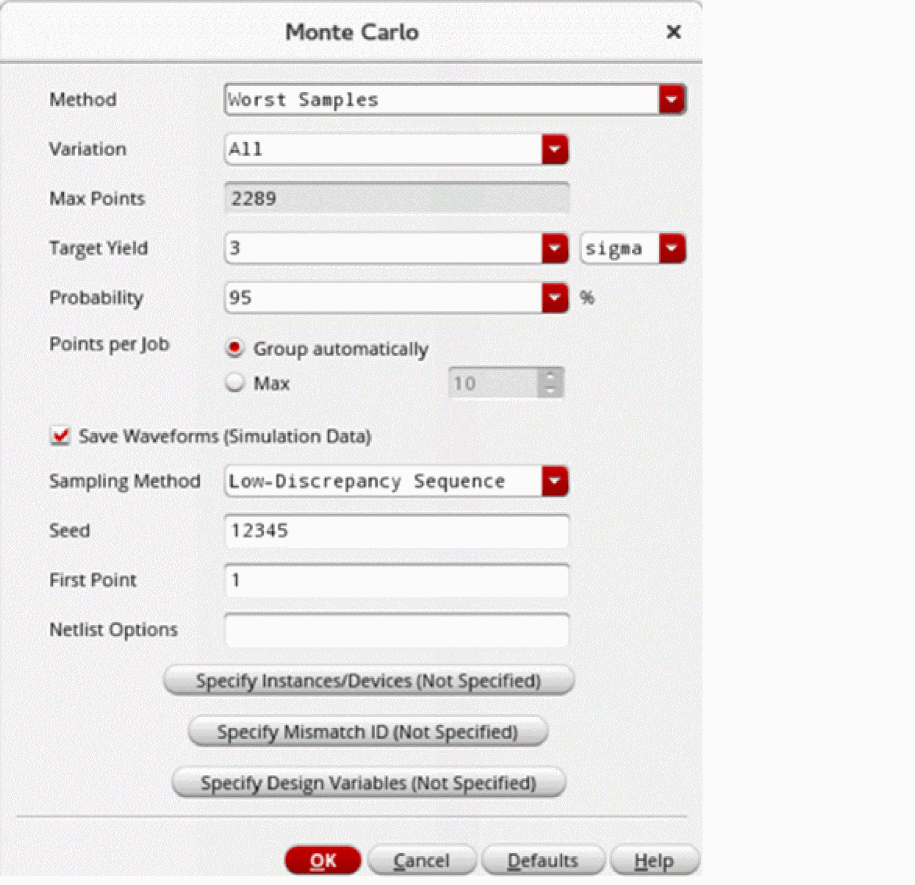 Monte Carlo
Method Worst Samples
Variation All
Max Points 2289
Target Yield 3 sigma
Probability 95 %
Points per Job Group automatically
Max 10
Save Waveforms (Simulation Data)
Sampling Method Low-Discrepancy Sequence
Seed 12345
First Point 1
Netlist Options
Specify Instances/Devices (Not Specified)
Specify Mismatch ID (Not Specified)
Specify Design Variables (Not Specified)
OK Cancel Defaults Help